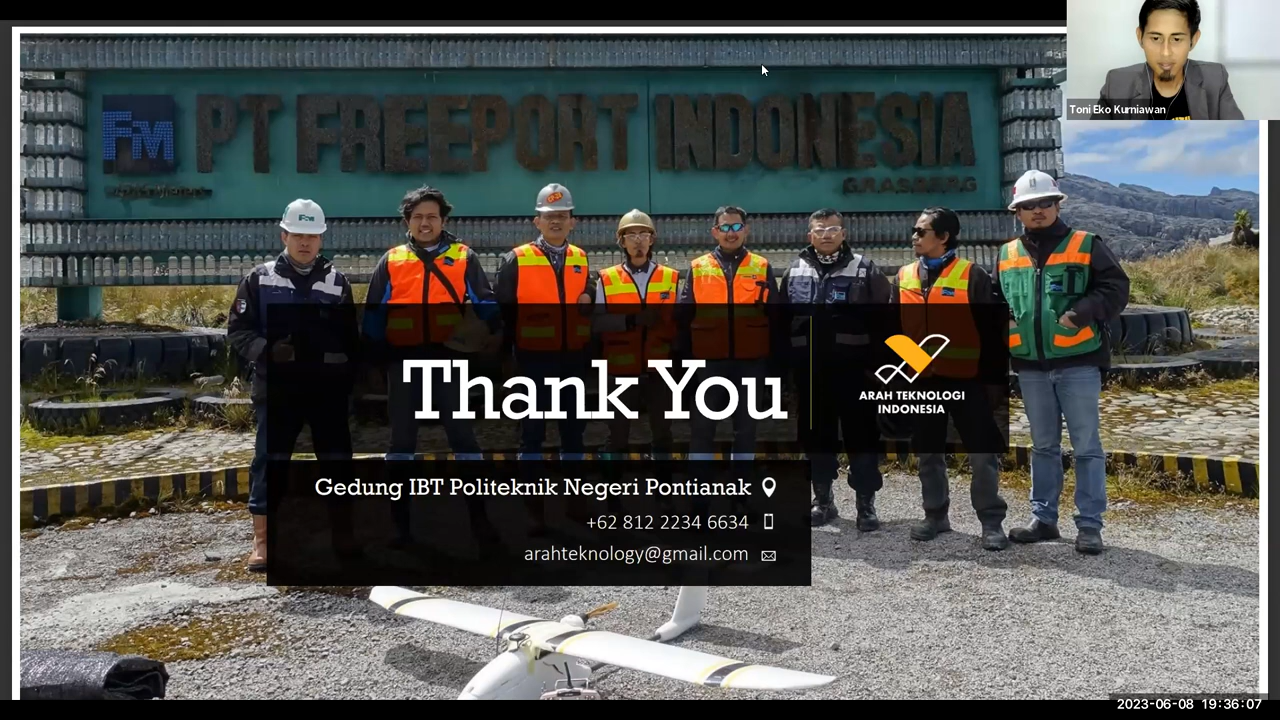 FM PT FREEPORT INDONESIA
GRASBERG
Toni Eko Kurniawan
Thank You
ARAH TEKNOLOGI
INDONESIA
Gedung IBT Politeknik Negeri Pontianak
+62 812 2234 6634
arahteknology@gmail.com
2023-06-08 19:36:07